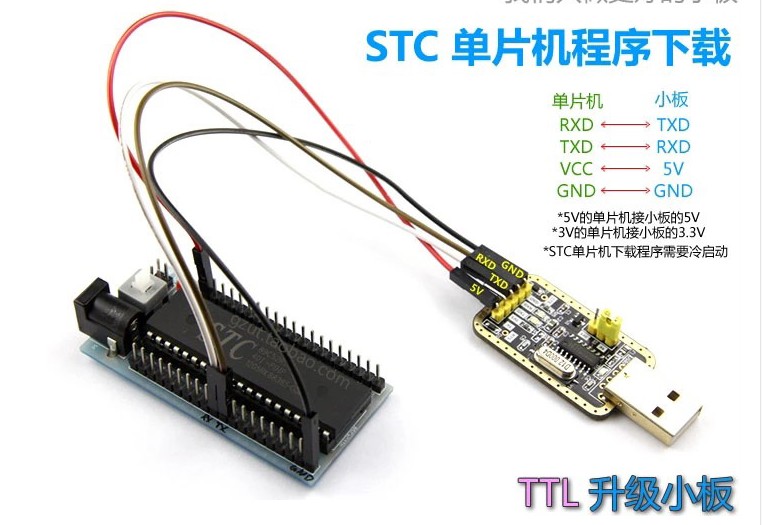 STC 单片机程序下载
单片机 小板
RXD TXD
TXD RXD
VCC 5V
GND GND
*5V的单片机接小板的5V
*3V的单片机接小板的3.3V
*STC单片机下载程序需要冷启动
RXD GND
5V TXD
STC
gzut.taobao.com
RX TX
GND
TTL 升级小板